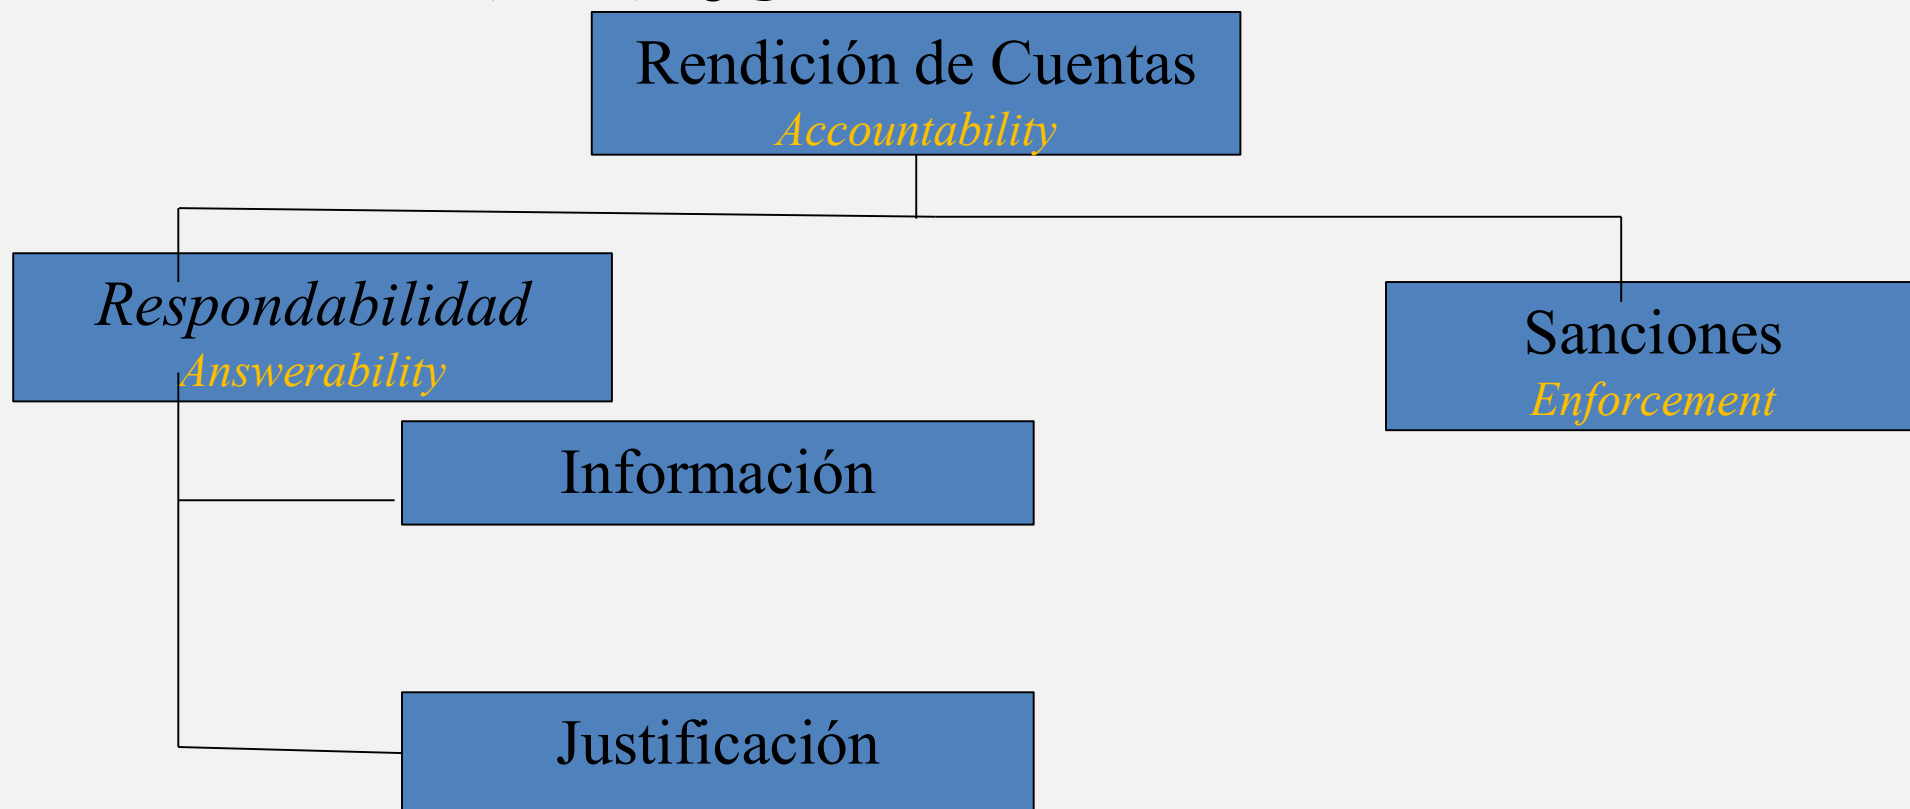 Rendición de Cuentas
Accountability
Respondabilidad
Answerability
Sanciones
Enforcement
Información
Justificación